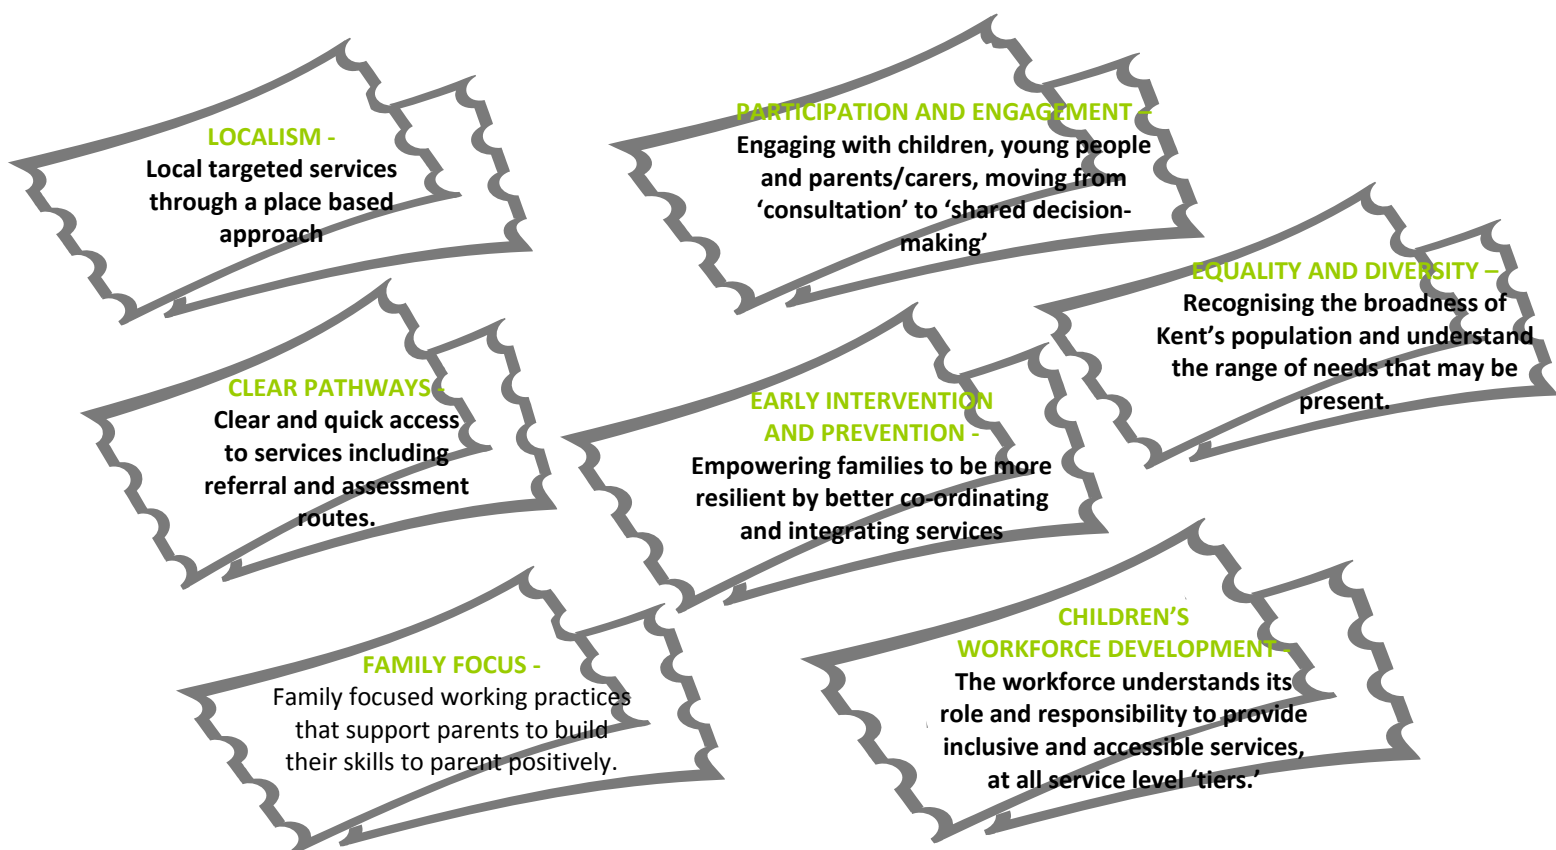 LOCALISM -
Local targeted services
through a place based
approach
PARTICIPATION AND ENGAGEMENT –
Engaging with children, young people
and parents/carers, moving from
‘consultation’ to ‘shared decision-
making’
EQUALITY AND DIVERSITY –
Recognising the broadness of
Kent’s population and understand
the range of needs that may be
present.
CLEAR PATHWAYS -
Clear and quick access
to services including
referral and assessment
routes.
EARLY INTERVENTION
AND PREVENTION -
Empowering families to be more
resilient by better co-ordinating
and integrating services
FAMILY FOCUS -
Family focused working practices
that support parents to build
their skills to parent positively.
CHILDREN’S
WORKFORCE DEVELOPMENT -
The workforce understands its
role and responsibility to provide
inclusive and accessible services,
at all service level ‘tiers.’